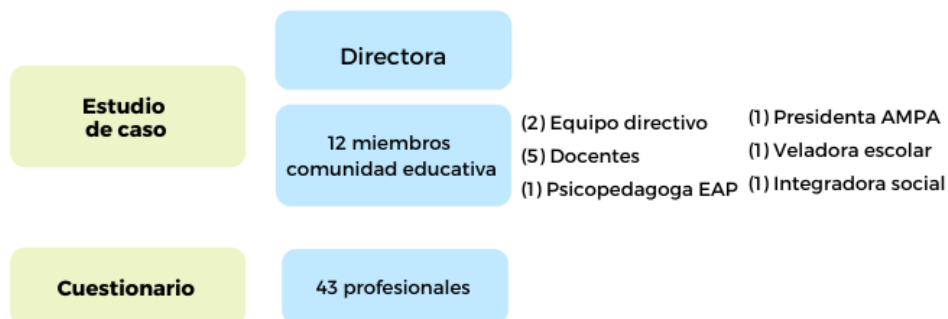 Directora
Estudio
de caso
12 miembros
comunidad educativa
(2) Equipo directivo
(5) Docentes
(1) Psicopedagoga EAP
(1) Presidenta AMPA
(1) Veladora escolar
(1) Integradora social
Cuestionario
43 profesionales